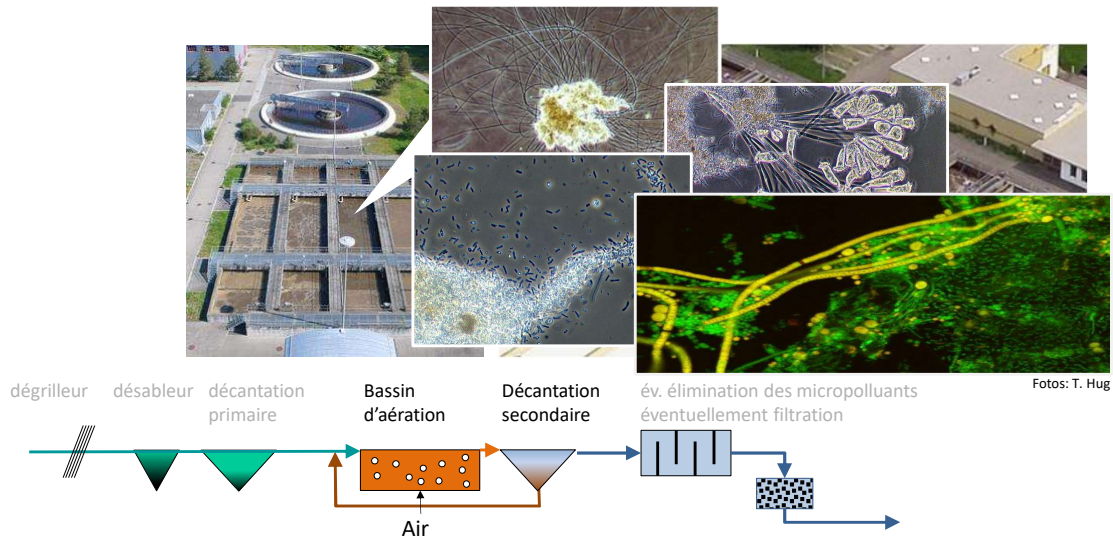 Fotos: T. Hug
dégrilleur
désableur
décantation
primaire
Bassin
d’aération
Décantation
secondaire
év. élimination des micropolluants
éventuellement filtration
Air